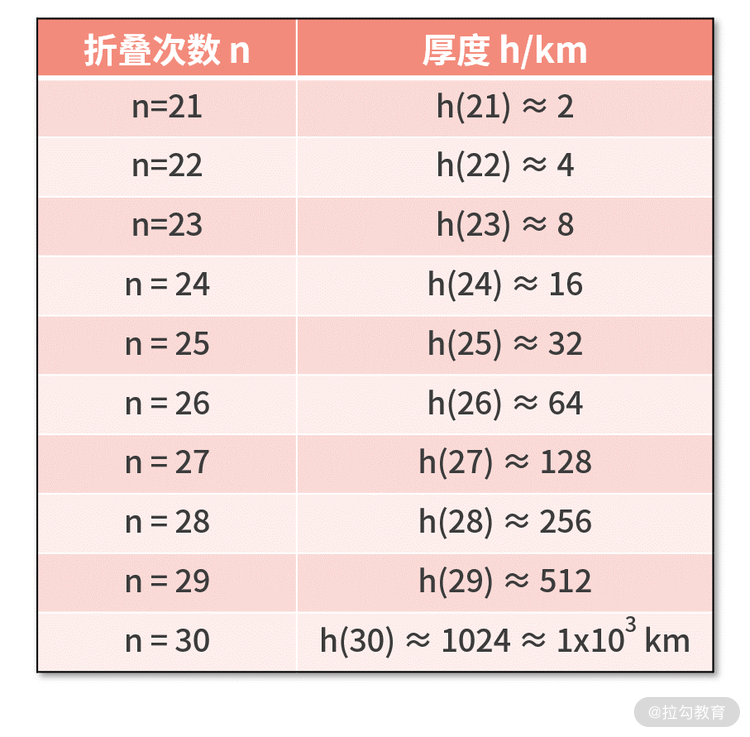 折叠次数 n 厚度 h/km
n=21 h(21) ≈ 2
n=22 h(22) ≈ 4
n=23 h(23) ≈ 8
n = 24 h(24) ≈ 16
n = 25 h(25) ≈ 32
n = 26 h(26) ≈ 64
n = 27 h(27) ≈ 128
n = 28 h(28) ≈ 256
n = 29 h(29) ≈ 512
n = 30 h(30) ≈ 1024 ≈ 1x10³ km
@拉勾教育